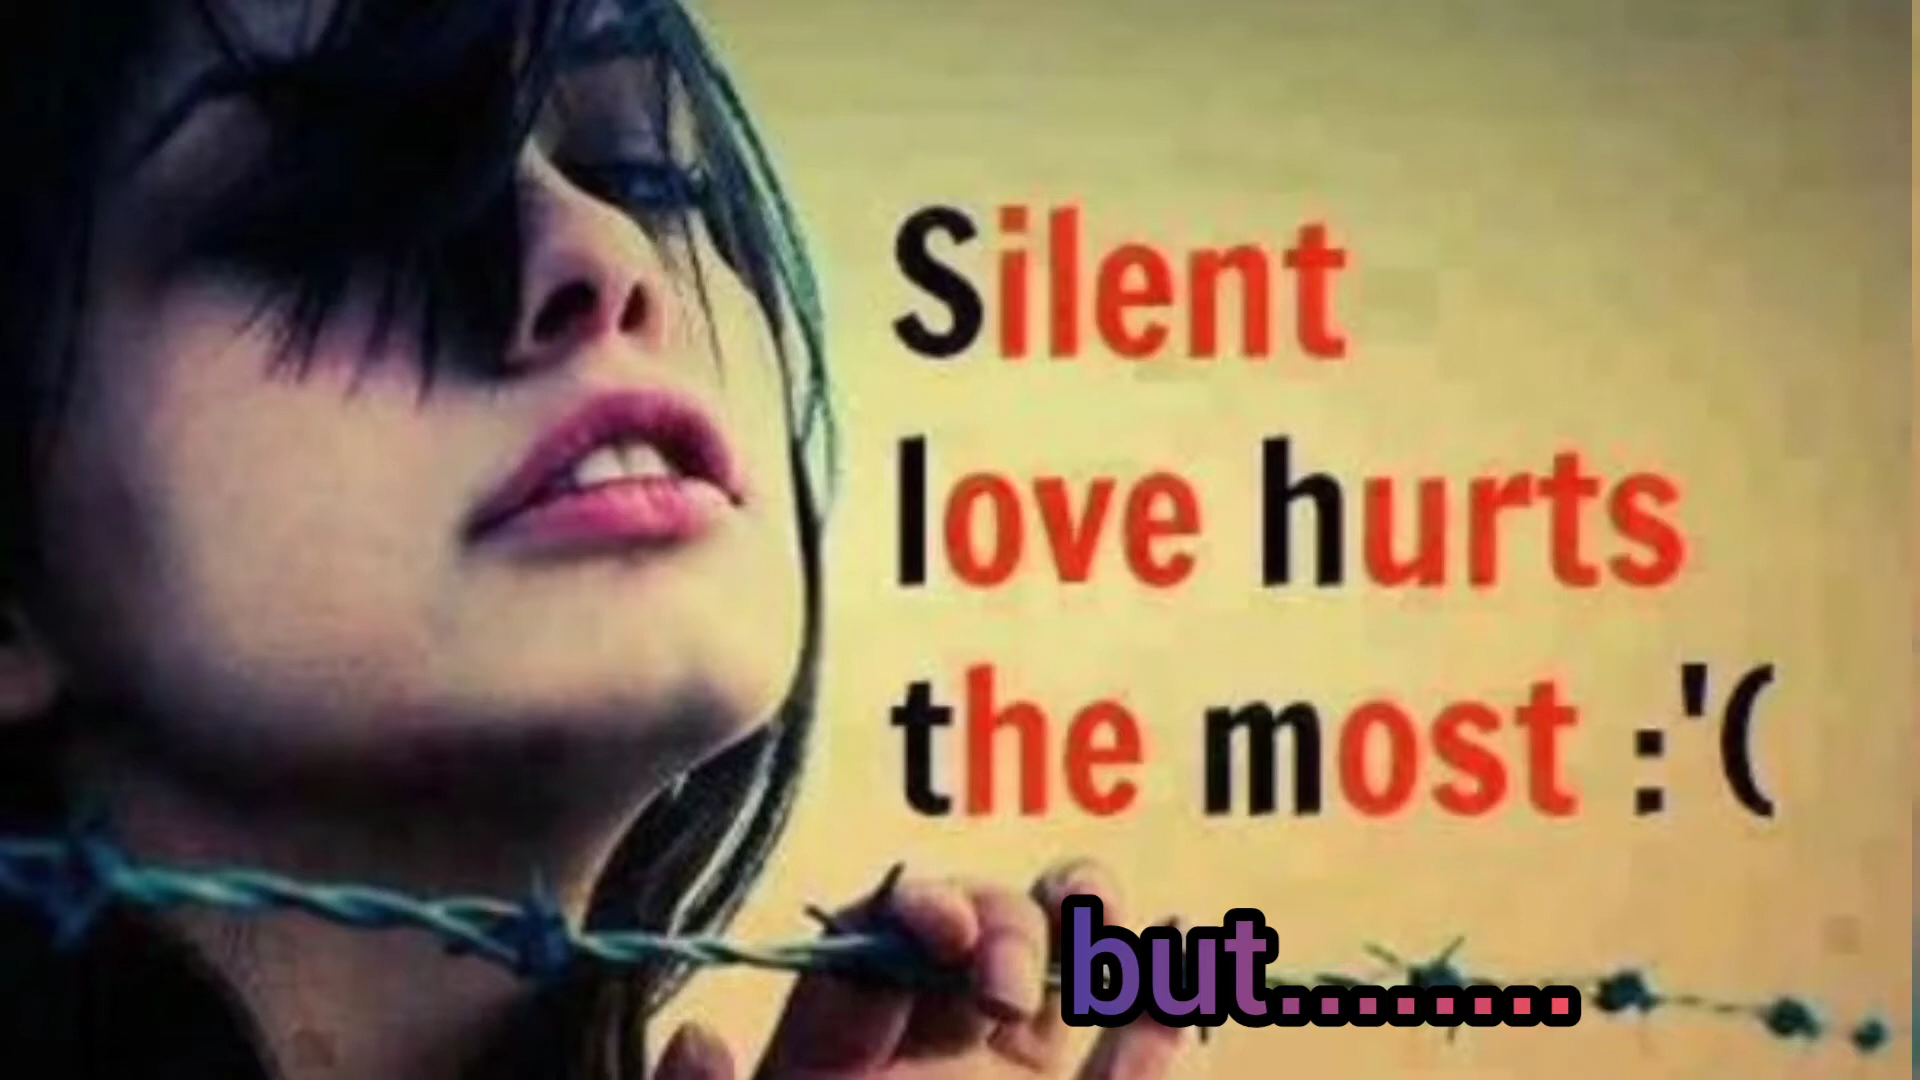 Silent
love hurts
the most :'(
but........